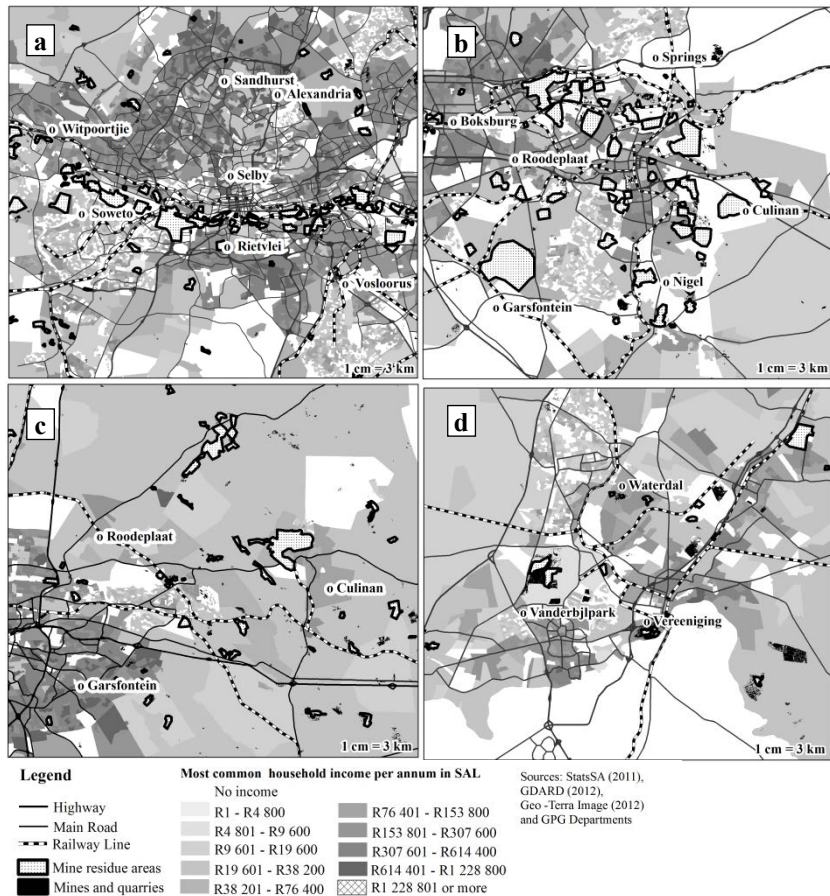 a
o Sandhurst
o Alexandria
o Witpoortjie
o Selby
o Soweto
o Rietvlei
o Vosloorus
1 cm = 3 km
b
o Springs
o Boksburg
o Roodeplaat
o Culinan
o Nigel
o Garsfontein
1 cm = 3 km
c
o Roodeplaat
o Culinan
o Garsfontein
1 cm = 3 km
d
o Waterdal
o Vanderbjlpark
o Vereeniging
1 cm = 3 km
Legend
Highway
Main Road
Railway Line
Mine residue areas
Mines and quarries
Most common household income per annum in SAL
No income
R1 - R4 800
R4 801 - R9 600
R9 601 - R19 600
R19 601 - R38 200
R38 201 - R76 400
R76 401 - R153 800
R153 801 - R307 600
R307 601 - R614 400
R614 401 - R1 228 800
R1 228 801 or more
Sources: StatsSA (2011),
GDARD (2012),
Geo -Terra Image (2012)
and GPG Departments